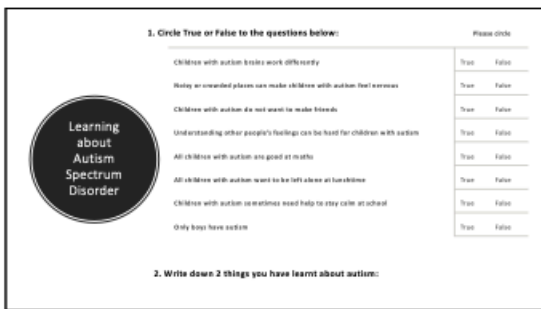 1. Circle True or False to the questions below:
Please circle
Children with autism brains work differently
True False
Noisy or crowded places can make children with autism feel nervous
True False
Children with autism do not want to make friends
True False
Understanding other people's feelings can be hard for children with autism
True False
All children with autism are good at maths
True False
All children with autism want to be left alone at lunchtime
True False
Children with autism sometimes need help to stay calm at school
True False
Only boys have autism
True False
Learning
about
Autism
Spectrum
Disorder
2. Write down 2 things you have learnt about autism: